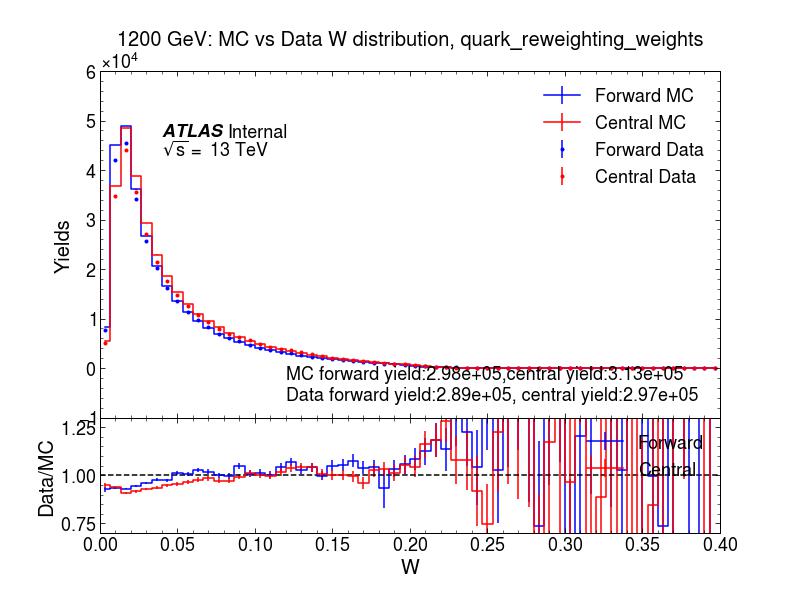 1200 GeV: MC vs Data W distribution, quark_reweighting_weights
×10⁴
6
5
4
3
2
1
0
−1
Yields
ATLAS Internal
√s = 13 TeV
Forward MC
Central MC
Forward Data
Central Data
MC forward yield:2.98e+05,central yield:3.13e+05
Data forward yield:2.89e+05, central yield:2.97e+05
1.25
1.00
0.75
Data/MC
Forward
Central
0.00 0.05 0.10 0.15 0.20 0.25 0.30 0.35 0.40
W